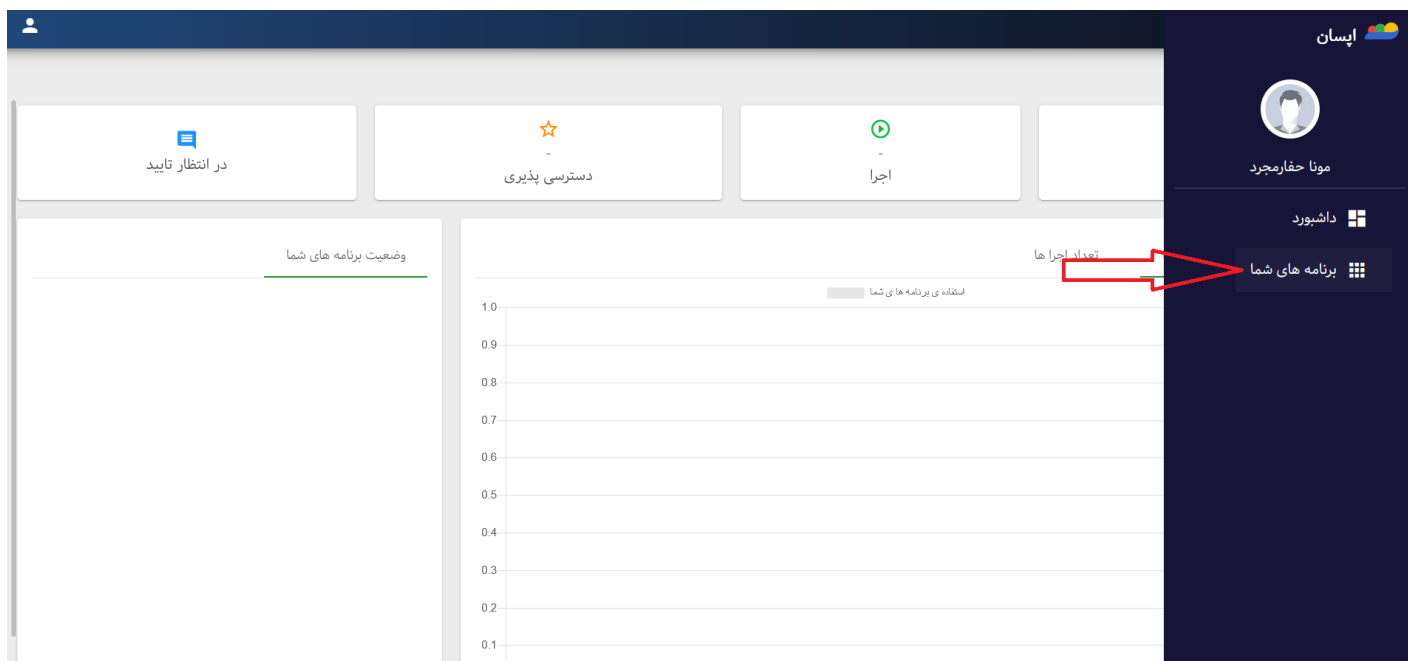 اپسان
مونا حفارمجرد
داشبورد
برنامه های شما
-
اجرا
-
دسترسی پذیری
در انتظار تایید
تعداد اجرا ها
استفاده ی برنامه ها ی شما
1.0
0.9
0.8
0.7
0.6
0.5
0.4
0.3
0.2
0.1
وضعیت برنامه های شما